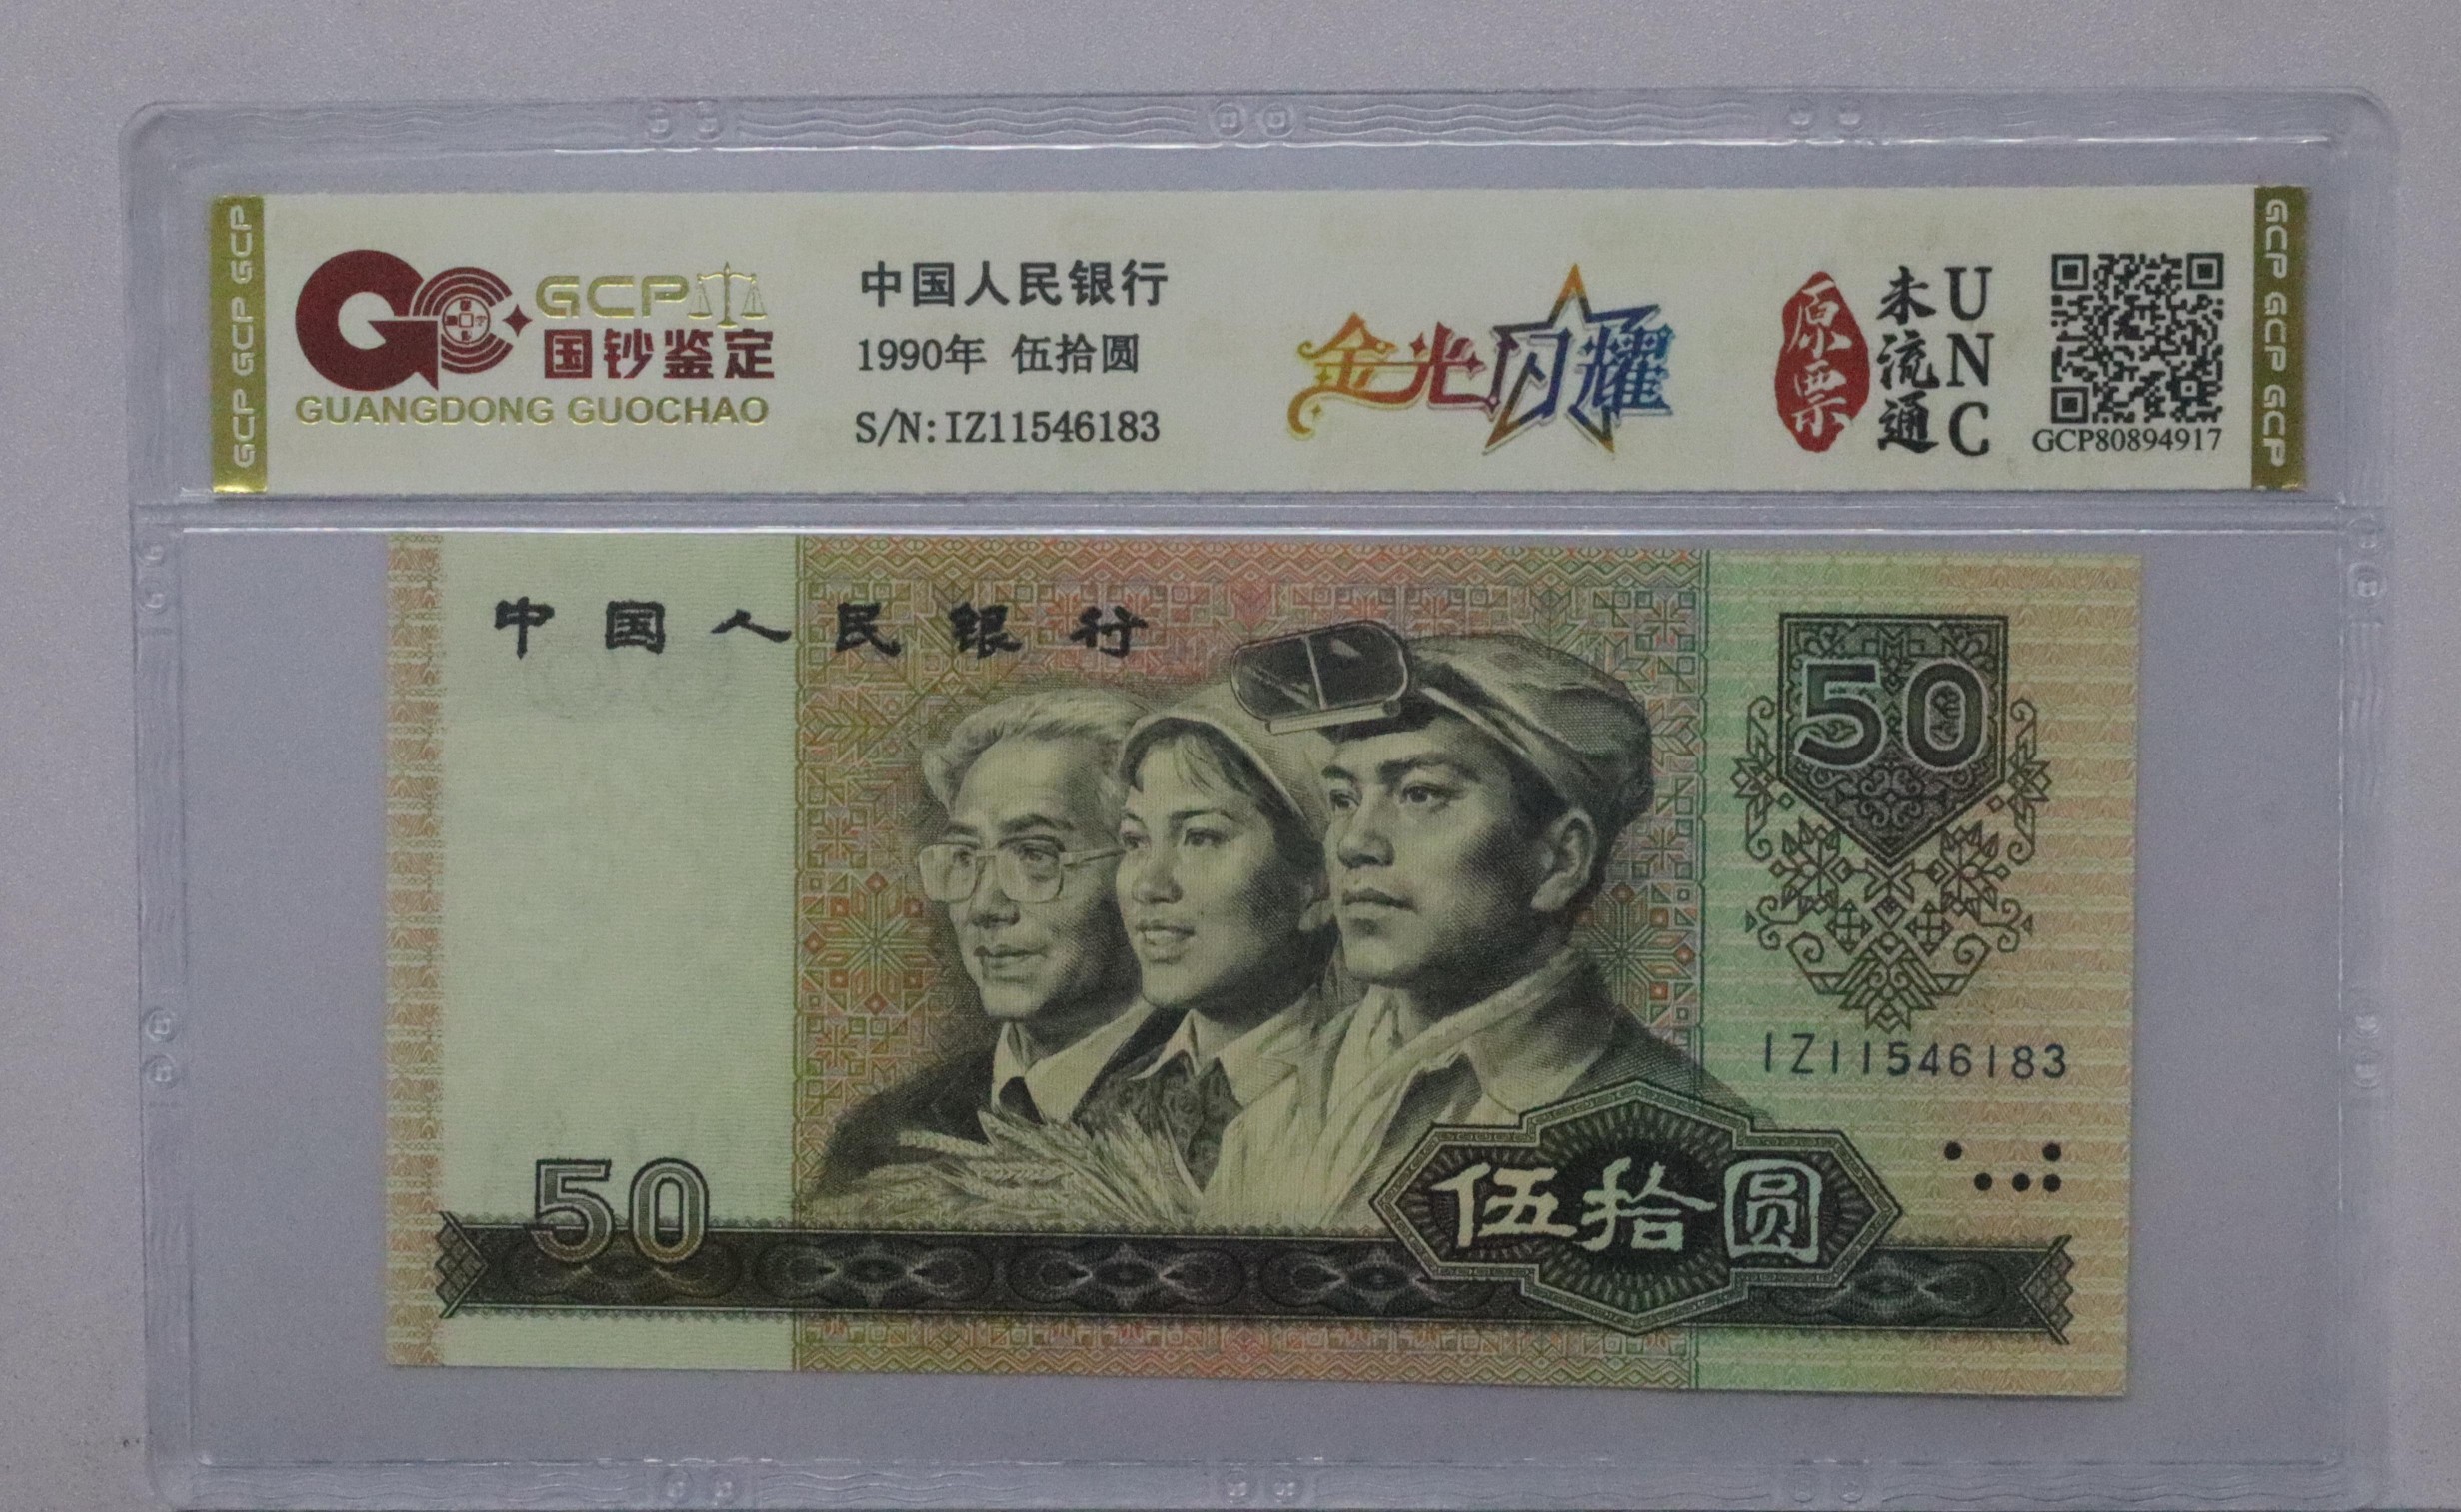 GCP GCP GCP
GCP
国钞鉴定
GUANGDONG GUOCHAO
中国人民银行
1990年 伍拾圆
S/N:IZ11546183
金光闪耀
原票
未流通
UNC
GCP80894917
GCP GCP GCP
中国人民银行
50
IZ11546183
50
伍拾圆